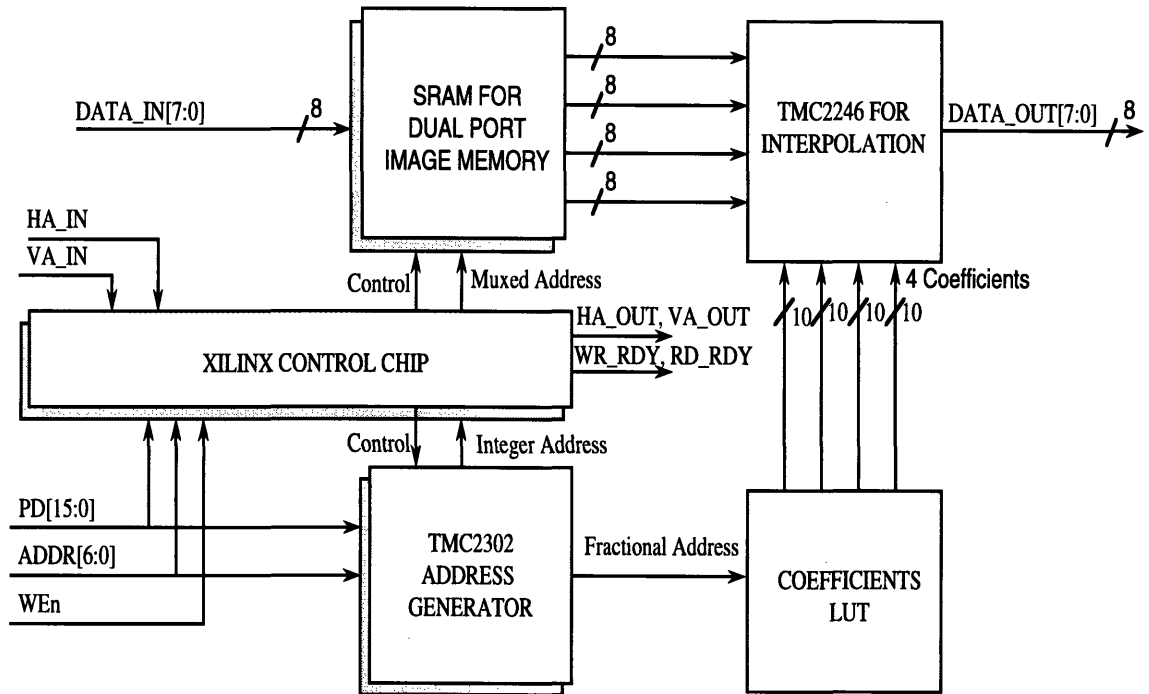 8
8
SRAM FOR
DUAL PORT
IMAGE MEMORY
DATA_IN[7:0]
8
8
8
TMC2246 FOR
INTERPOLATION
DATA_OUT[7:0]
8
HA_IN
VA_IN
Control
Muxed Address
4 Coefficients
10
10
10
10
HA_OUT, VA_OUT
WR_RDY, RD_RDY
XILINX CONTROL CHIP
Control
Integer Address
PD[15:0]
ADDR[6:0]
WEn
TMC2302
ADDRESS
GENERATOR
Fractional Address
COEFFICIENTS
LUT